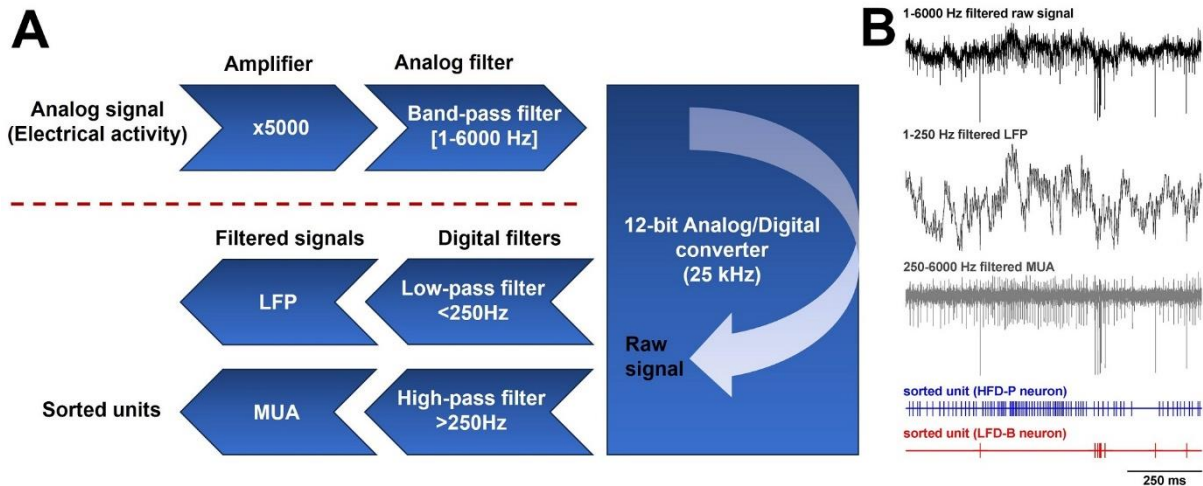 A
Amplifier
Analog filter
Analog signal
(Electrical activity)
x5000
Band-pass filter
[1-6000 Hz]
12-bit Analog/Digital
converter
(25 kHz)
Raw
signal
Filtered signals
Digital filters
LFP
Low-pass filter
<250Hz
Sorted units
MUA
High-pass filter
>250Hz
B
1-6000 Hz filtered raw signal
1-250 Hz filtered LFP
250-6000 Hz filtered MUA
sorted unit (HFD-P neuron)
sorted unit (LFD-B neuron)
250 ms